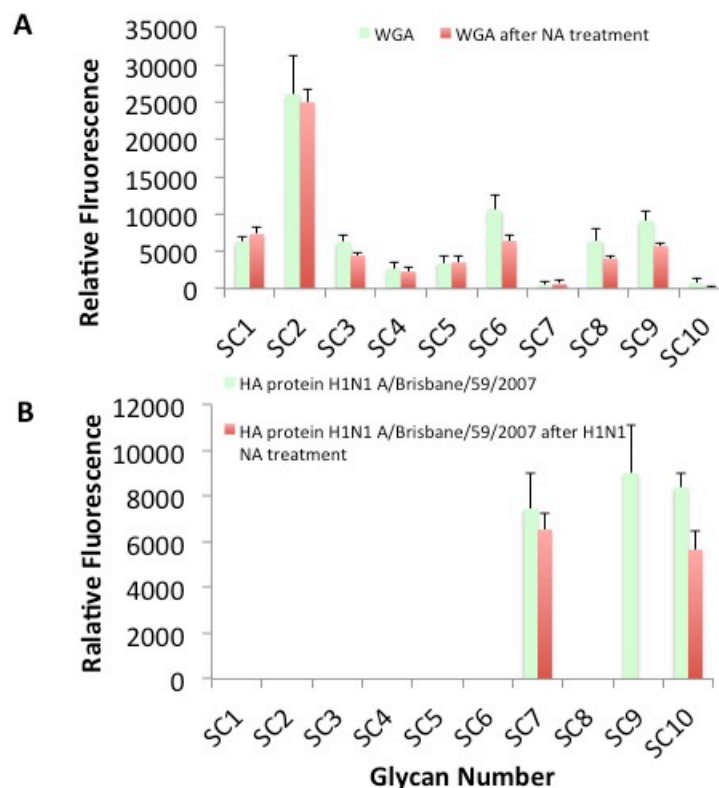 A
Relative Flruorescence
35000
30000
25000
20000
15000
10000
5000
0
WGA
WGA after NA treatment
SC1
SC2
SC3
SC4
SC5
SC6
SC7
SC8
SC9
SC10
B
Ralative Fluorescence
12000
10000
8000
6000
4000
2000
0
HA protein H1N1 A/Brisbane/59/2007
HA protein H1N1 A/Brisbane/59/2007 after H1N1
NA treatment
SC1
SC2
SC3
SC4
SC5
SC6
SC7
SC8
SC9
SC10
Glycan Number